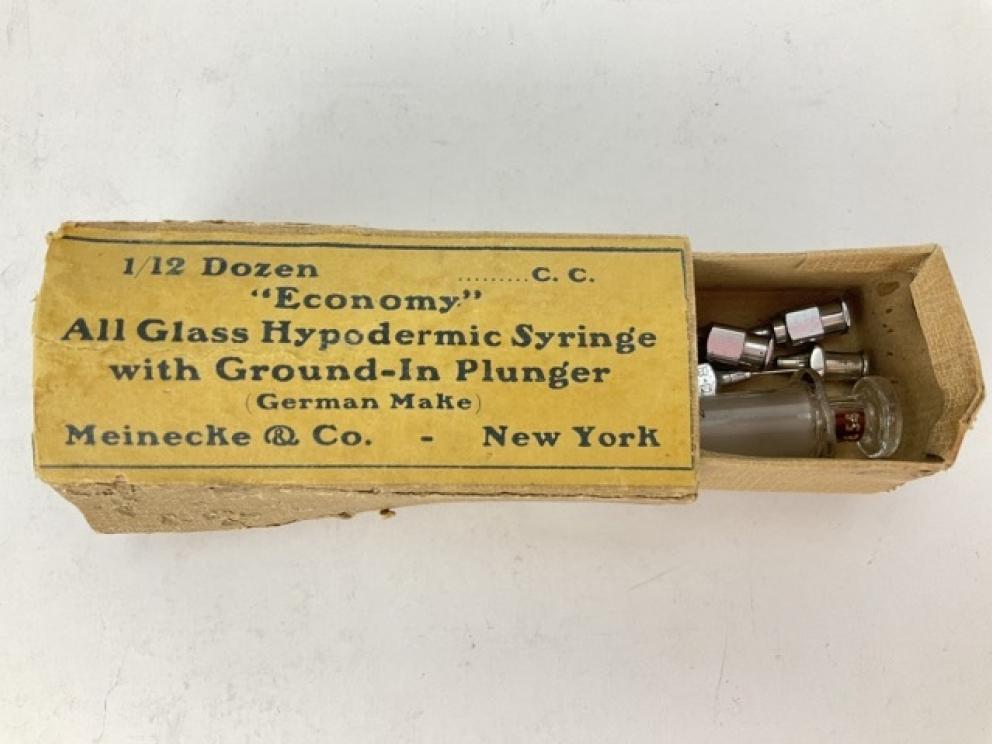 1/12 Dozen .........C. C.
“Economy”
All Glass Hypodermic Syringe
with Ground-In Plunger
(German Make)
Meinecke & Co. - New York